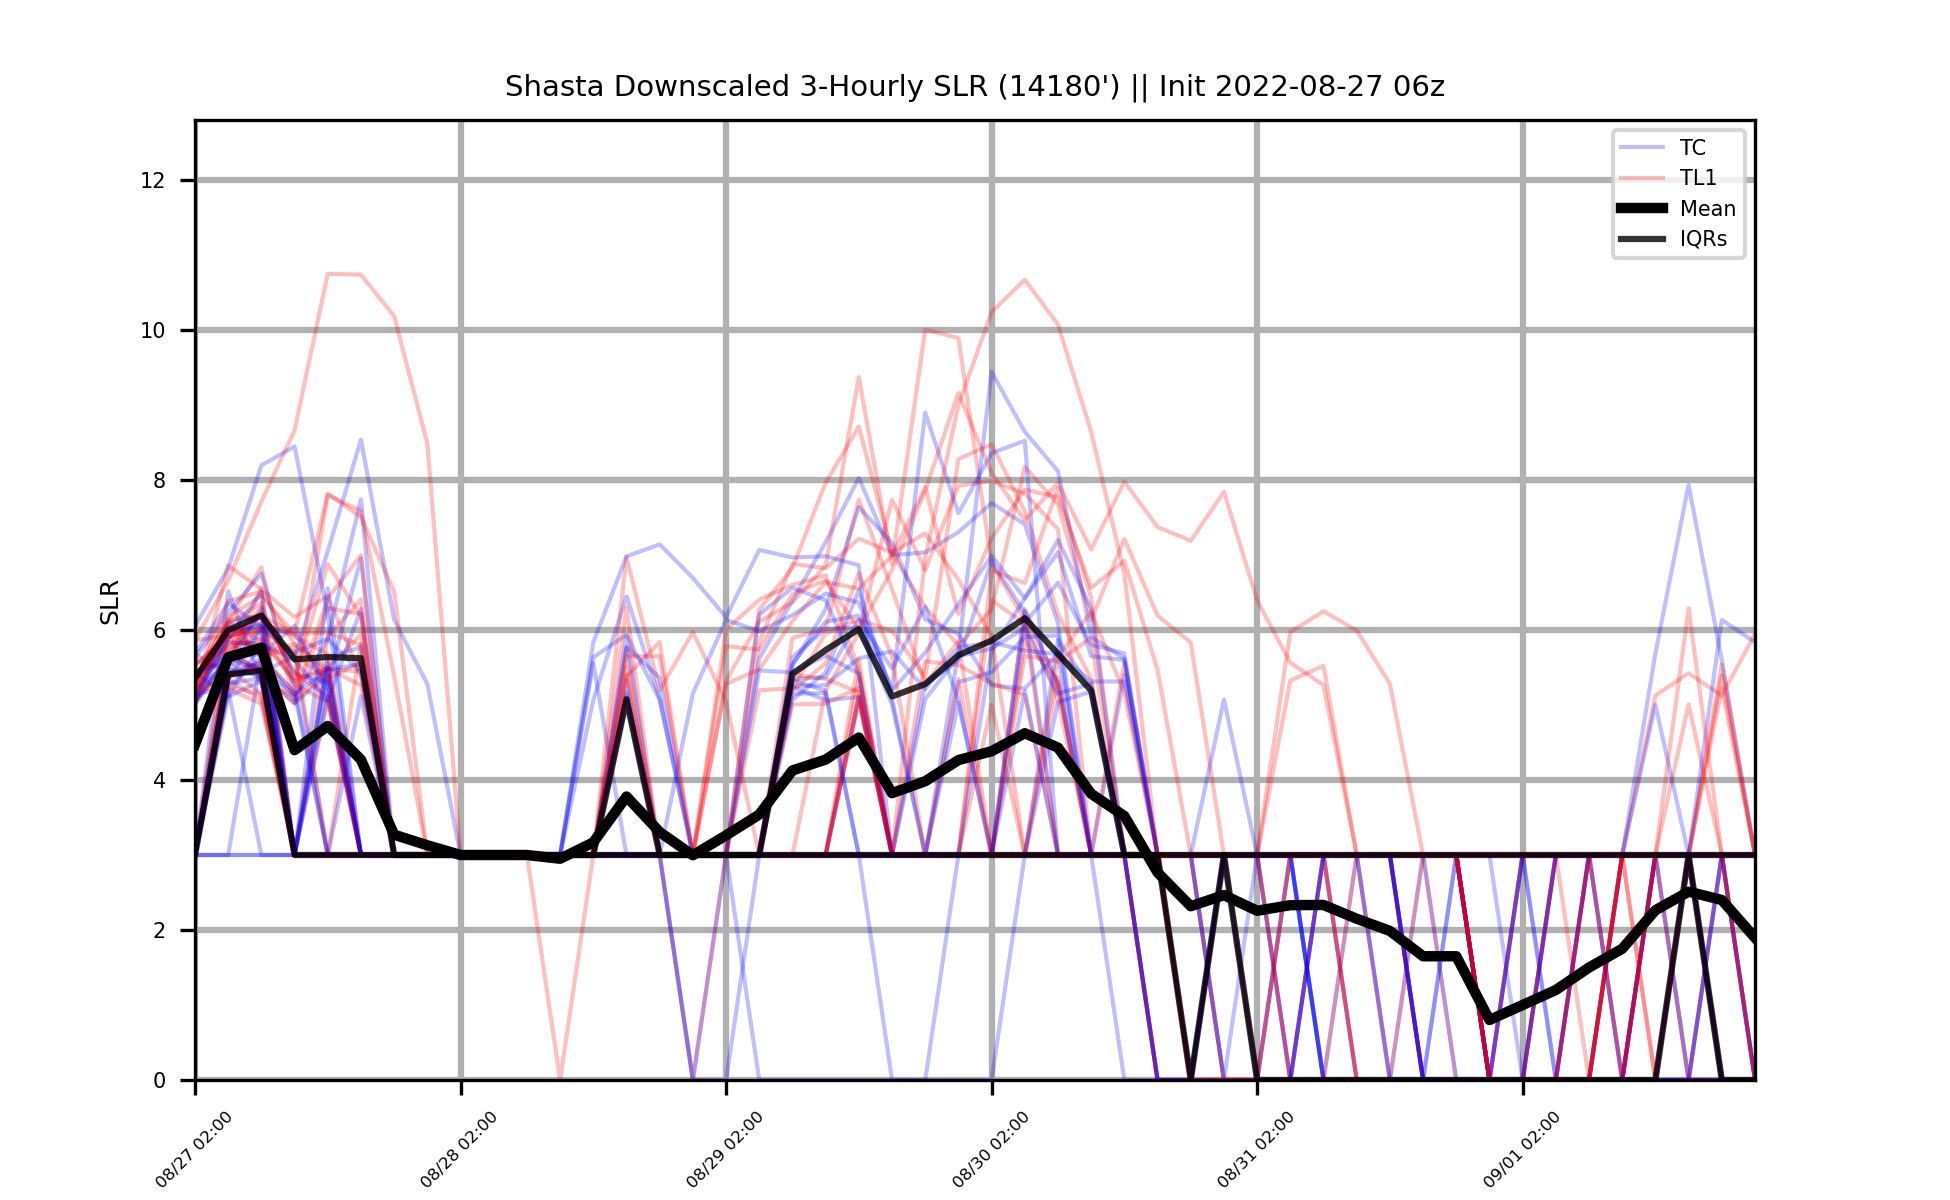 Shasta Downscaled 3-Hourly SLR (14180') || Init 2022-08-27 06z
TC
TL1
Mean
IQRs
SLR
12
10
8
6
4
2
0
08/27 02:00
08/28 02:00
08/29 02:00
08/30 02:00
08/31 02:00
09/01 02:00